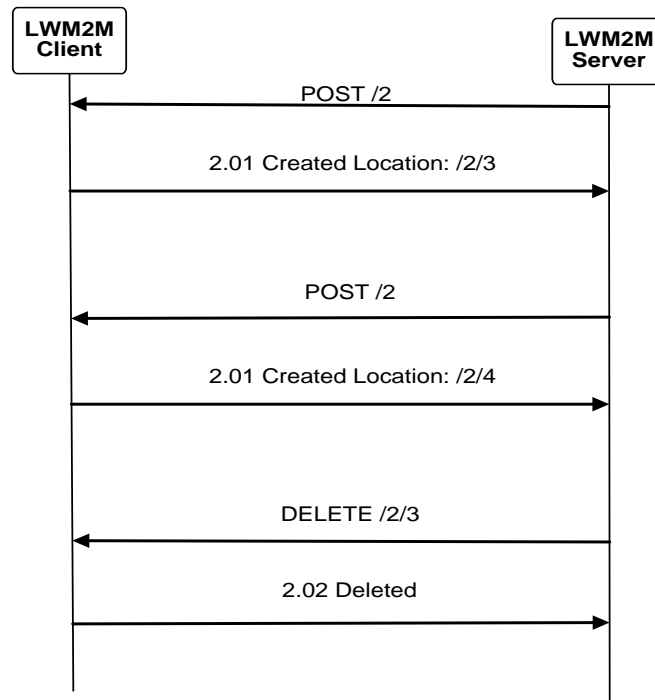 LWM2M
Client
LWM2M
Server
POST /2
2.01 Created Location: /2/3
POST /2
2.01 Created Location: /2/4
DELETE /2/3
2.02 Deleted